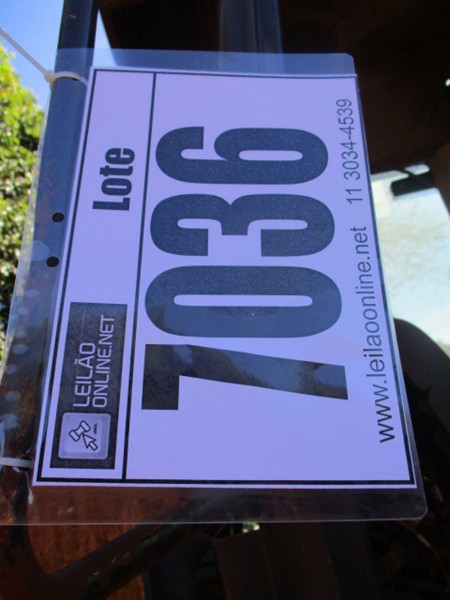 LEILÃO
ONLINE.NET
Lote
7036
www.leilaoonline.net 11 3034-4539